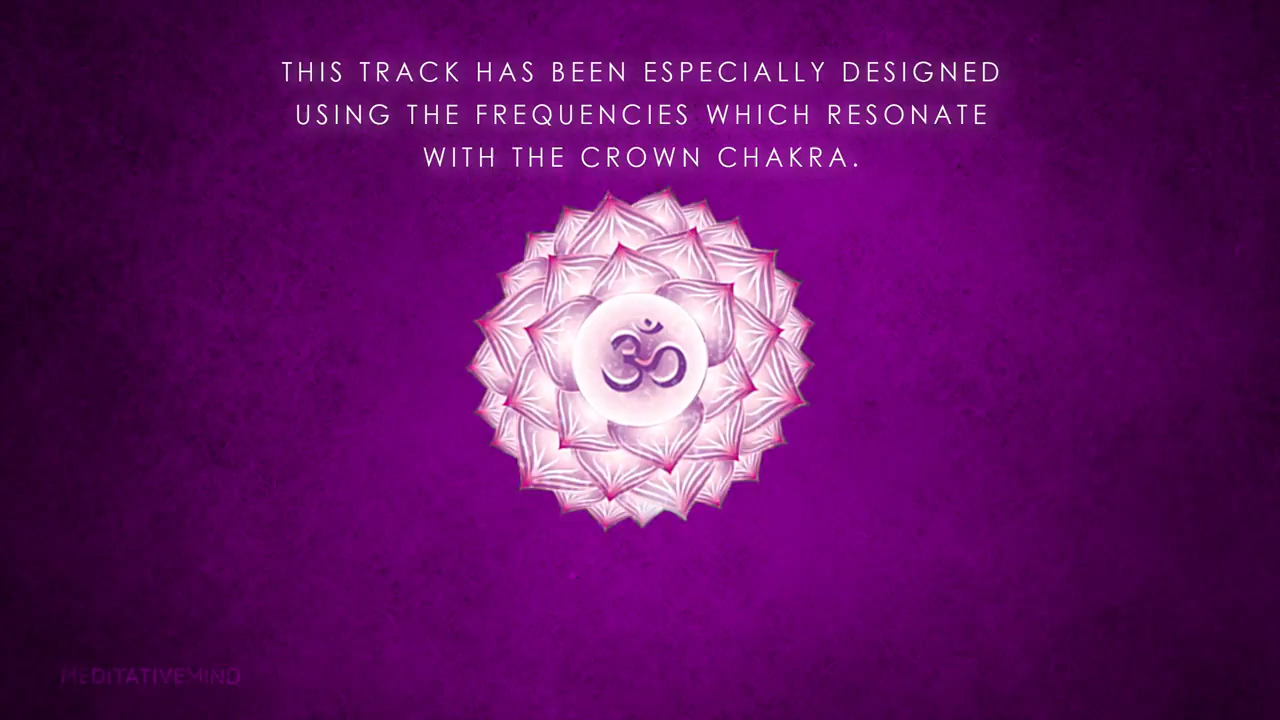 THIS TRACK HAS BEEN ESPECIALLY DESIGNED
USING THE FREQUENCIES WHICH RESONATE
WITH THE CROWN CHAKRA.
ॐ
MEDITATIVEMIND